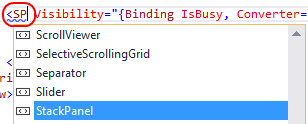 <SP Visibility="{Binding IsBusy, Converter=
<> ScrollViewer
<> SelectiveScrollingGrid
<> Separator
<> Slider
<> StackPanel